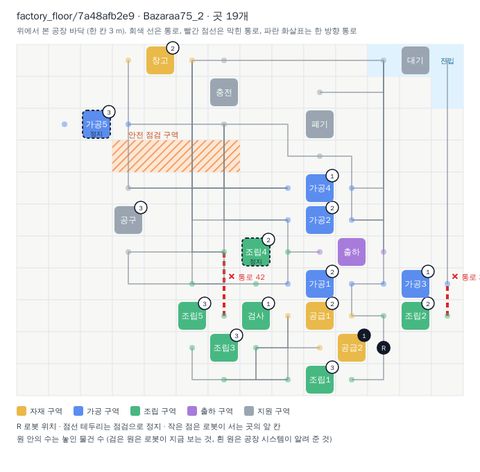 factory_floor/7a48afb2e9 · Bazaraa75_2 · 곳 19개
위에서 본 공장 바닥 (한 칸 3 m). 회색 선은 통로, 빨간 점선은 막힌 통로, 파란 화살표는 한 방향 통로
창고 2
대기
충전
가공5 3
정지
폐기
안전 점검 구역
가공4 1
공구 3
가공2 2
조립4 2
정지
출하
통로 42
가공1 2
가공3 1
통로
조립5 3
검사 1
공급1 2
조립2 2
조립3 3
공급2 1
R
조립1 3
자재 구역
가공 구역
조립 구역
출하 구역
지원 구역
R 로봇 위치 · 점선 테두리는 점검으로 정지 · 작은 점은 로봇이 서는 곳의 앞 칸
원 안의 수는 놓인 물건 수 (검은 원은 로봇이 지금 보는 것, 흰 원은 공장 시스템이 알려 준 것)